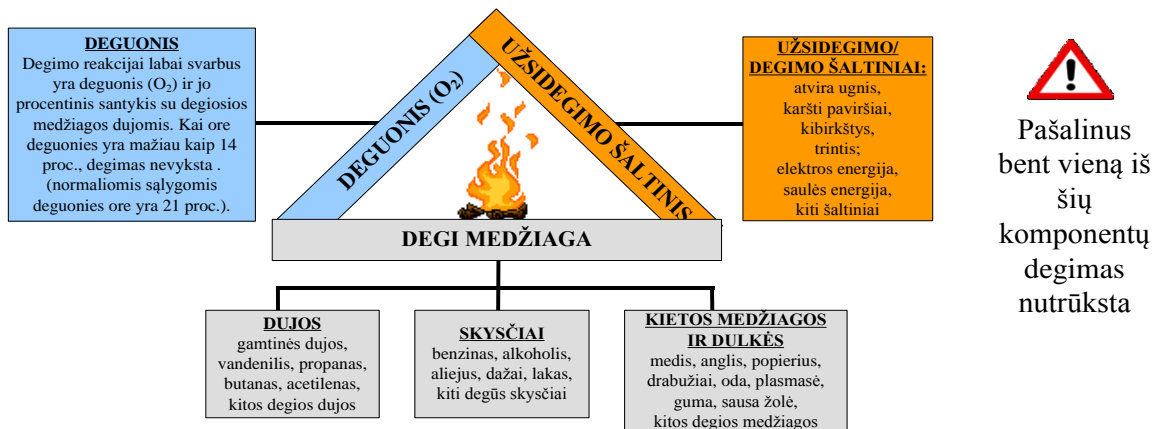 DEGUONIS
Degimo reakcijai labai svarbus
yra deguonis (O₂) ir jo
procentinis santykis su degiosios
medžiagos dujomis. Kai ore
deguonies yra mažiau kaip 14
proc., degimas nevyksta .
(normaliomis sąlygomis
deguonies ore yra 21 proc.).
DEGUONIS (O₂)
UŽSIDEGIMO ŠALTINIS
UŽSIDEGIMO/
DEGIMO ŠALTINIAI:
atvira ugnis,
karšti paviršiai,
kibirkštys,
trintis;
elektros energija,
saulės energija,
kiti šaltiniai
Pašalinus
bent vieną iš
šių
komponentų
degimas
nutrūksta
DEGI MEDŽIAGA
DUJOS
gamtinės dujos,
vandenilis, propanas,
butanas, acetilenas,
kitos degios dujos
SKYSČIAI
benzinas, alkoholis,
aliejus, dažai, lakas,
kiti degūs skysčiai
KIETOS MEDŽIAGOS
IR DULKĖS
medis, anglis, popierius,
drabužiai, oda, plasmasė,
guma, sausa žolė,
kitos degios medžiagos